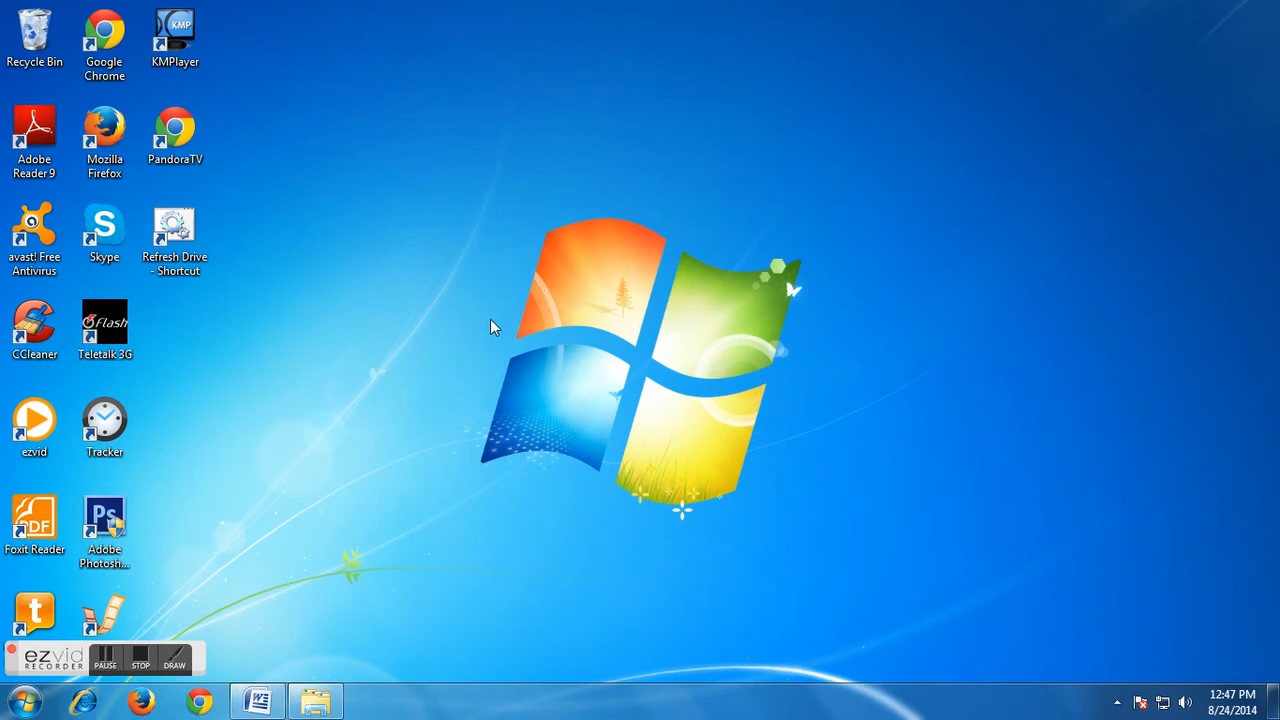 Recycle Bin
Google
Chrome
KMPlayer
KMP
Adobe
Reader 9
Mozilla
Firefox
PandoraTV
avast! Free
Antivirus
S
Skype
Refresh Drive
- Shortcut
CCleaner
Flash
Teletalk 3G
ezvid
Tracker
PDF
Foxit Reader
Ps
Adobe
Photosh...
t
ezvid
RECORDER
PAUSE
STOP
DRAW
W
12:47 PM
8/24/2014